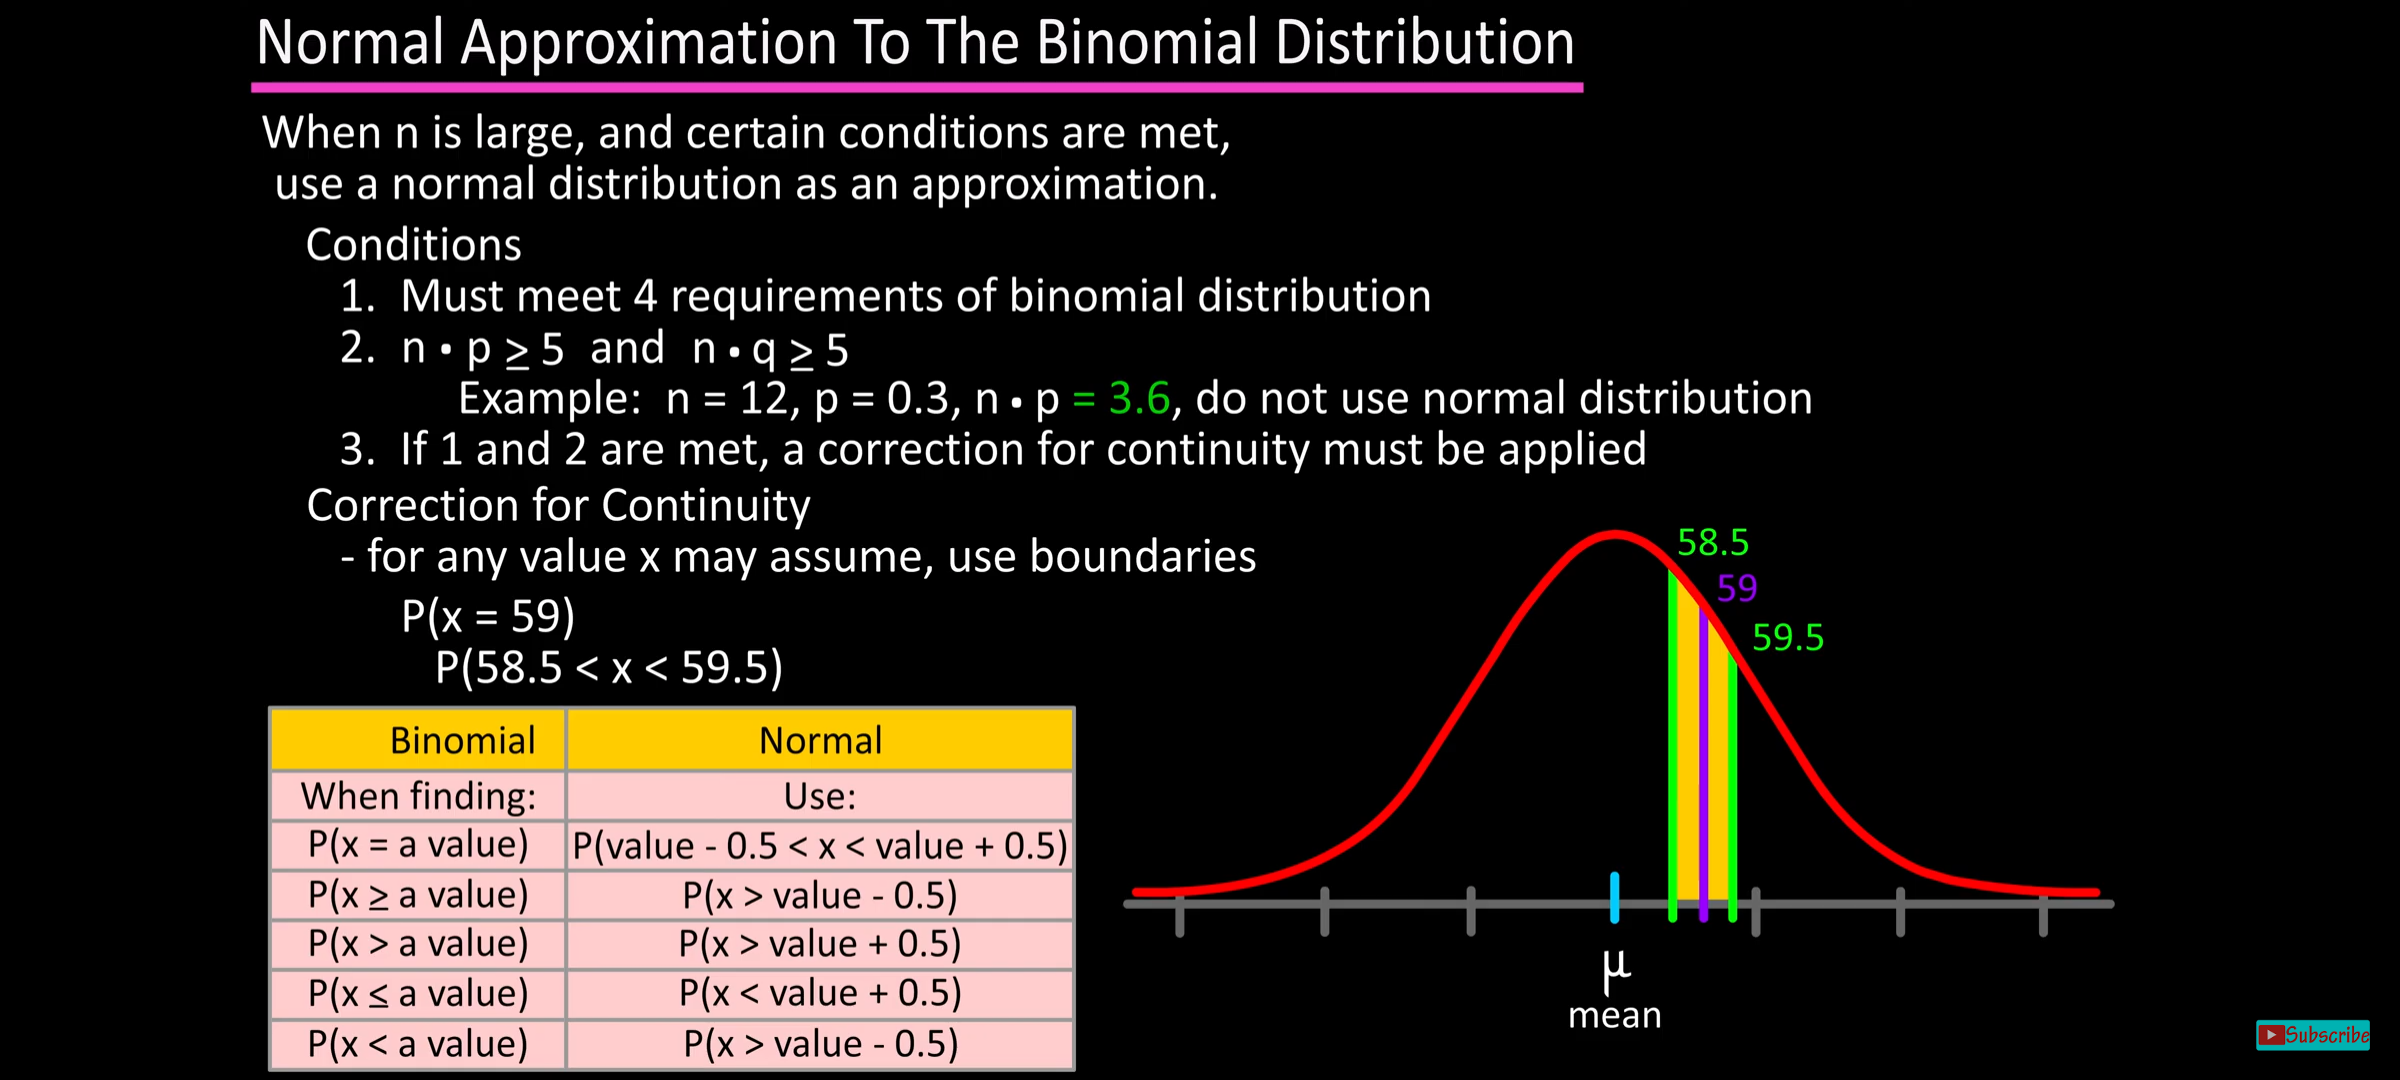 Normal Approximation To The Binomial Distribution
When n is large, and certain conditions are met,
use a normal distribution as an approximation.
Conditions
1. Must meet 4 requirements of binomial distribution
2. n • p ≥ 5 and n • q ≥ 5
Example: n = 12, p = 0.3, n • p = 3.6, do not use normal distribution
3. If 1 and 2 are met, a correction for continuity must be applied
Correction for Continuity
- for any value x may assume, use boundaries
P(x = 59)
P(58.5 < x < 59.5)
Binomial Normal
When finding: Use:
P(x = a value) P(value - 0.5 < x < value + 0.5)
P(x ≥ a value) P(x > value - 0.5)
P(x > a value) P(x > value + 0.5)
P(x ≤ a value) P(x < value + 0.5)
P(x < a value) P(x > value - 0.5)
58.5
59
59.5
μ
mean
Subscribe